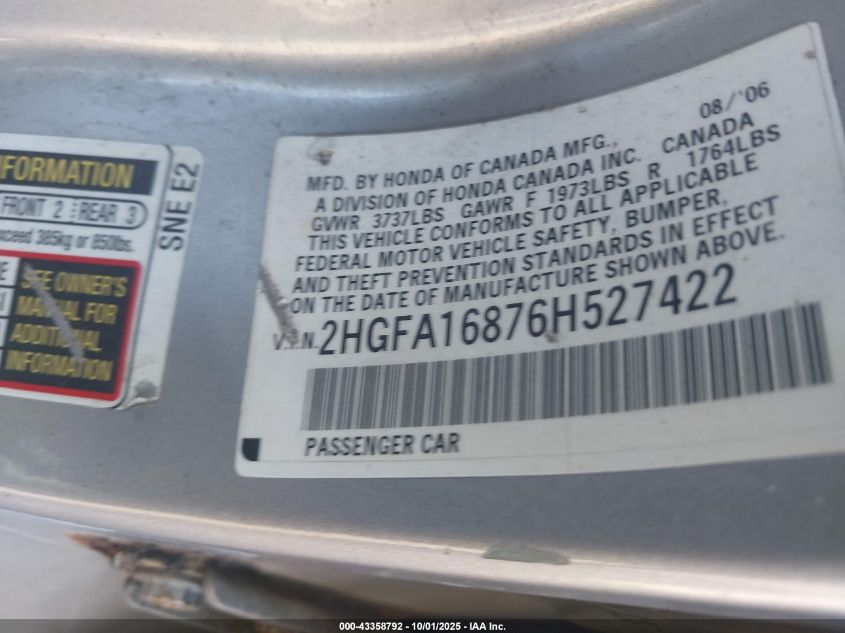 08/'06
MFD. BY HONDA OF CANADA MFG.,
A DIVISION OF HONDA CANADA INC. CANADA
GVWR 3737LBS GAWR F 1973LBS R 1764LBS
THIS VEHICLE CONFORMS TO ALL APPLICABLE
FEDERAL MOTOR VEHICLE SAFETY, BUMPER,
AND THEFT PREVENTION STANDARDS IN EFFECT
ON THE DATE OF MANUFACTURE SHOWN ABOVE.
V.I.N. 2HGFA16876H527422
PASSENGER CAR
FRONT 2 REAR 3
385kg or 850lbs.
SEE OWNER'S
MANUAL FOR
ADDITIONAL
INFORMATION
SNE E2
000-43358792 - 10/01/2025 - IAA Inc.